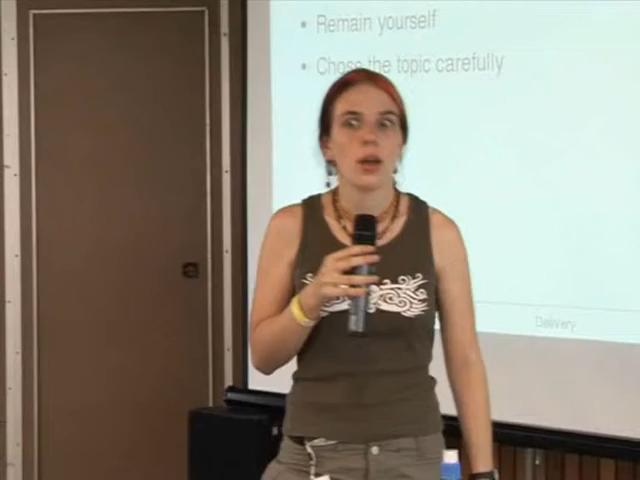 • Remain yourself
• Chose the topic carefully
Delivery